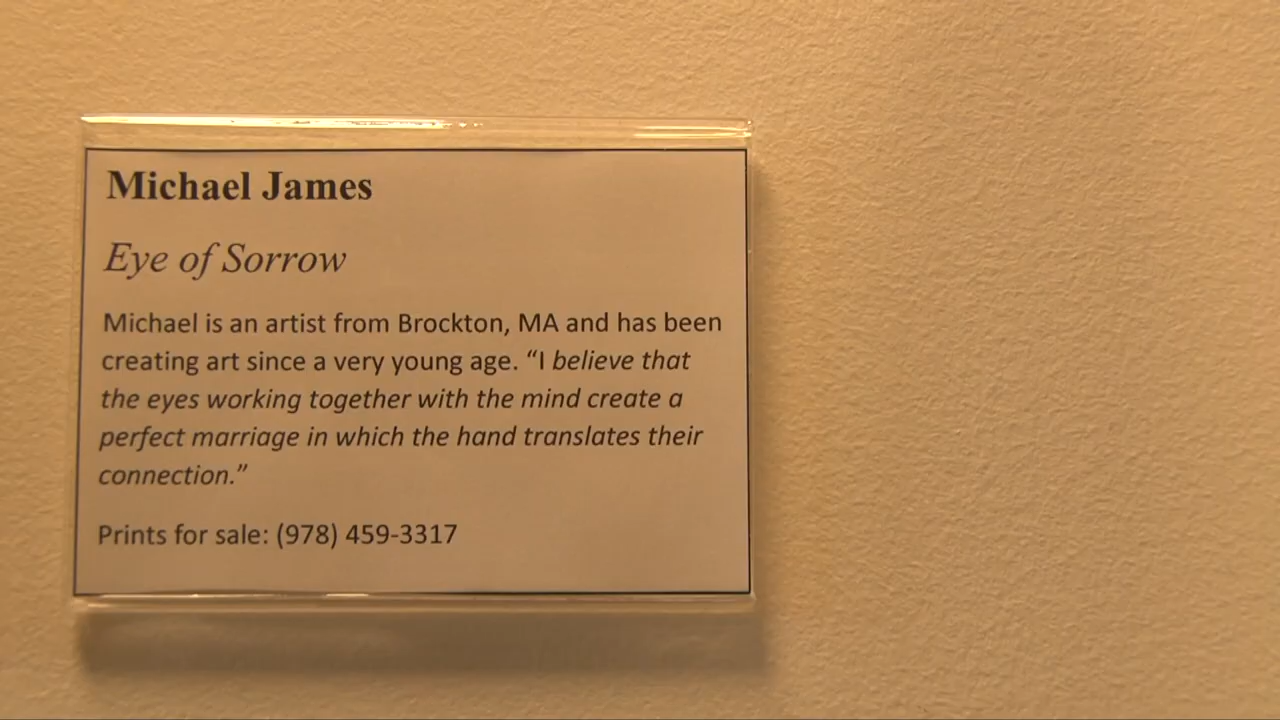 Michael James
Eye of Sorrow
Michael is an artist from Brockton, MA and has been
creating art since a very young age. “I believe that
the eyes working together with the mind create a
perfect marriage in which the hand translates their
connection.”
Prints for sale: (978) 459-3317